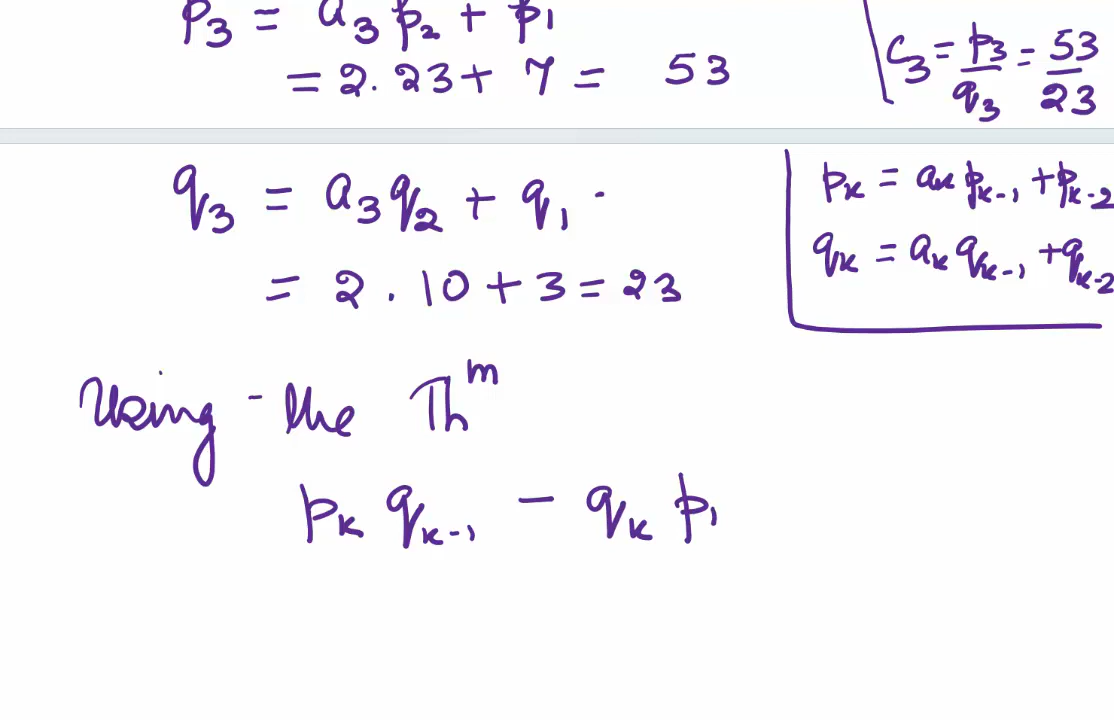 p₃ = a₃ p₂ + p₁
= 2. 23 + 7 = 53
C₃ = p₃/q₃ = 53/23
q₃ = a₃ q₂ + q₁ .
= 2 . 10 + 3 = 23
pₖ = aₖ pₖ₋₁ + pₖ₋₂
qₖ = aₖ qₖ₋₁ + qₖ₋₂
Using the Thᵐ
pₖ qₖ₋₁ - qₖ p₁